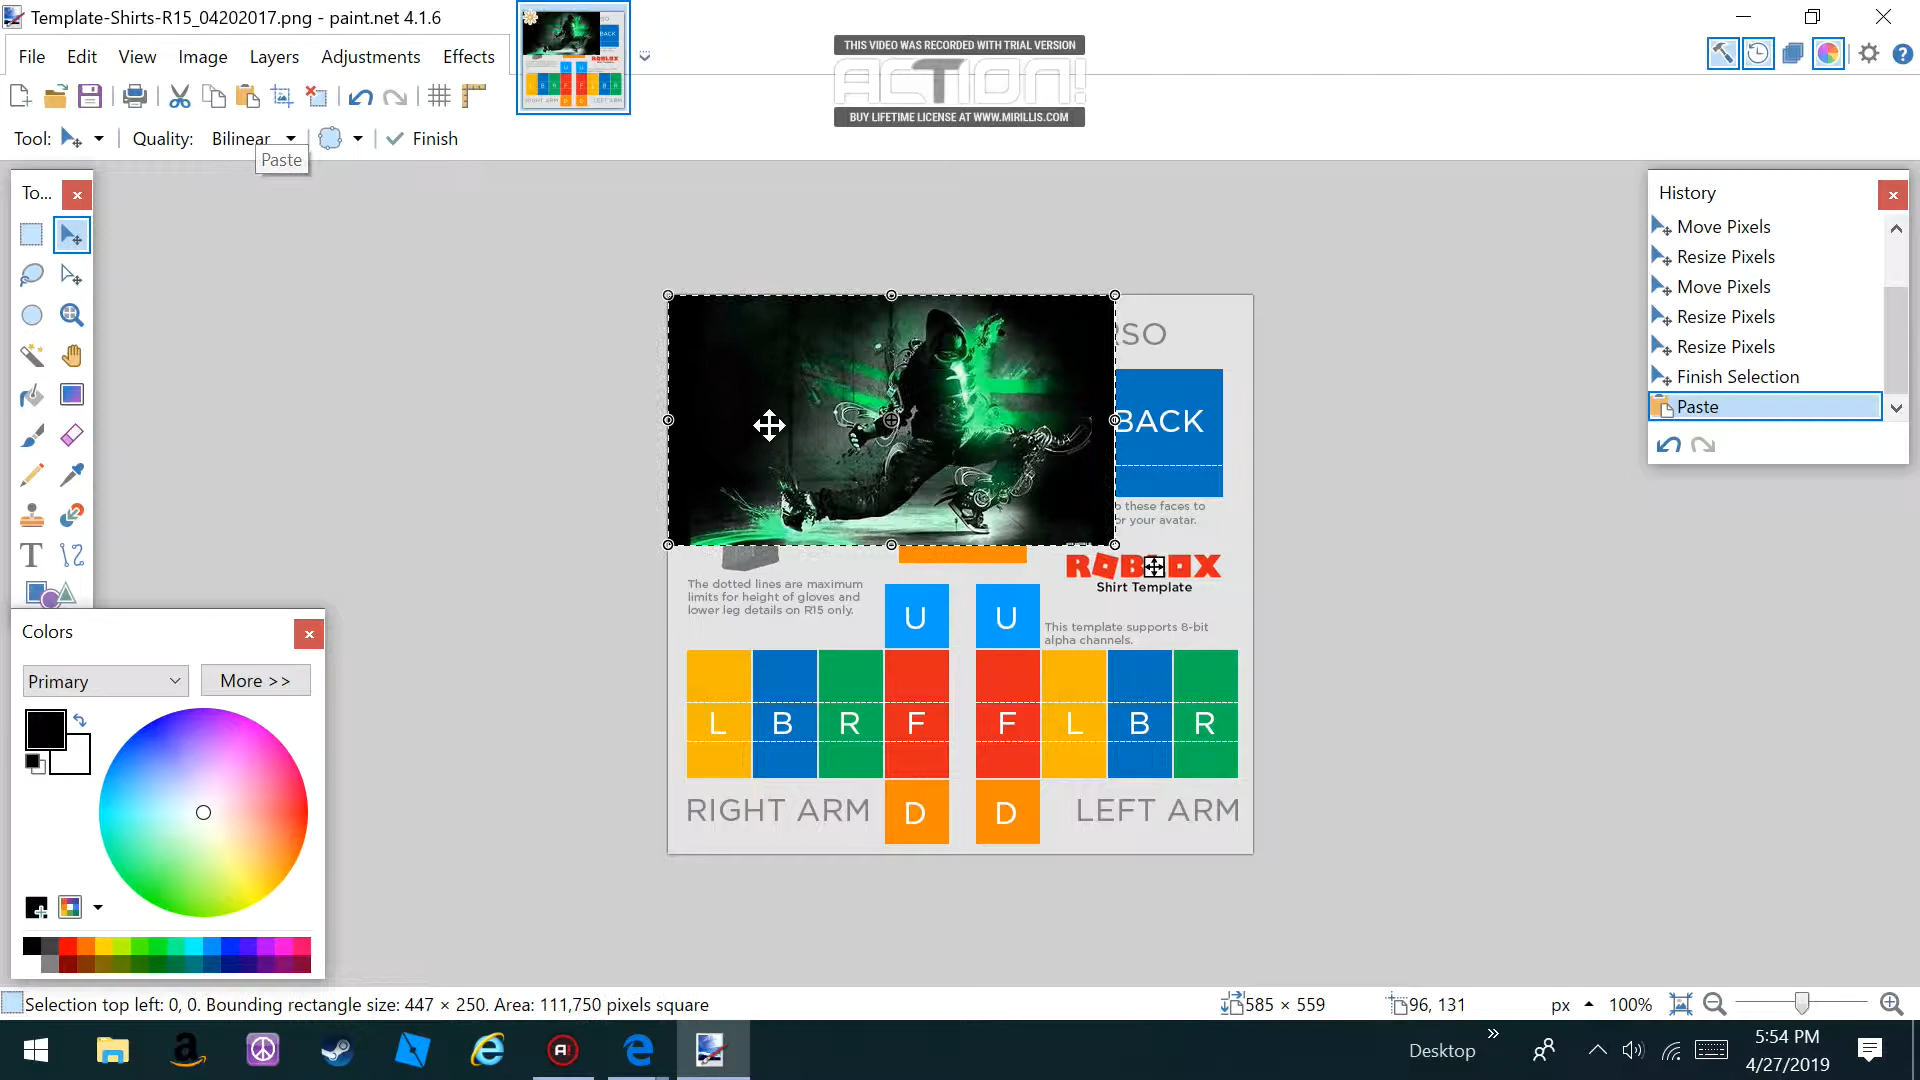 Template-Shirts-R15_04202017.png - paint.net 4.1.6
THIS VIDEO WAS RECORDED WITH TRIAL VERSION
ACTION!
BUY LIFETIME LICENSE AT WWW.MIRILLIS.COM
File Edit View Image Layers Adjustments Effects
Tool: Quality: Bilinear Finish
Paste
To...
History
Move Pixels
Resize Pixels
Move Pixels
Resize Pixels
Resize Pixels
Finish Selection
Paste
RSO
BACK
these faces to
or your avatar.
ROBLOX
Shirt Template
The dotted lines are maximum
limits for height of gloves and
lower leg details on R15 only.
This template supports 8-bit
alpha channels.
U U
L B R F F L B R
RIGHT ARM D D LEFT ARM
T
Colors
Primary More >>
Selection top left: 0, 0. Bounding rectangle size: 447 × 250. Area: 111,750 pixels square 585 × 559 96, 131 px 100%
Desktop
5:54 PM
4/27/2019